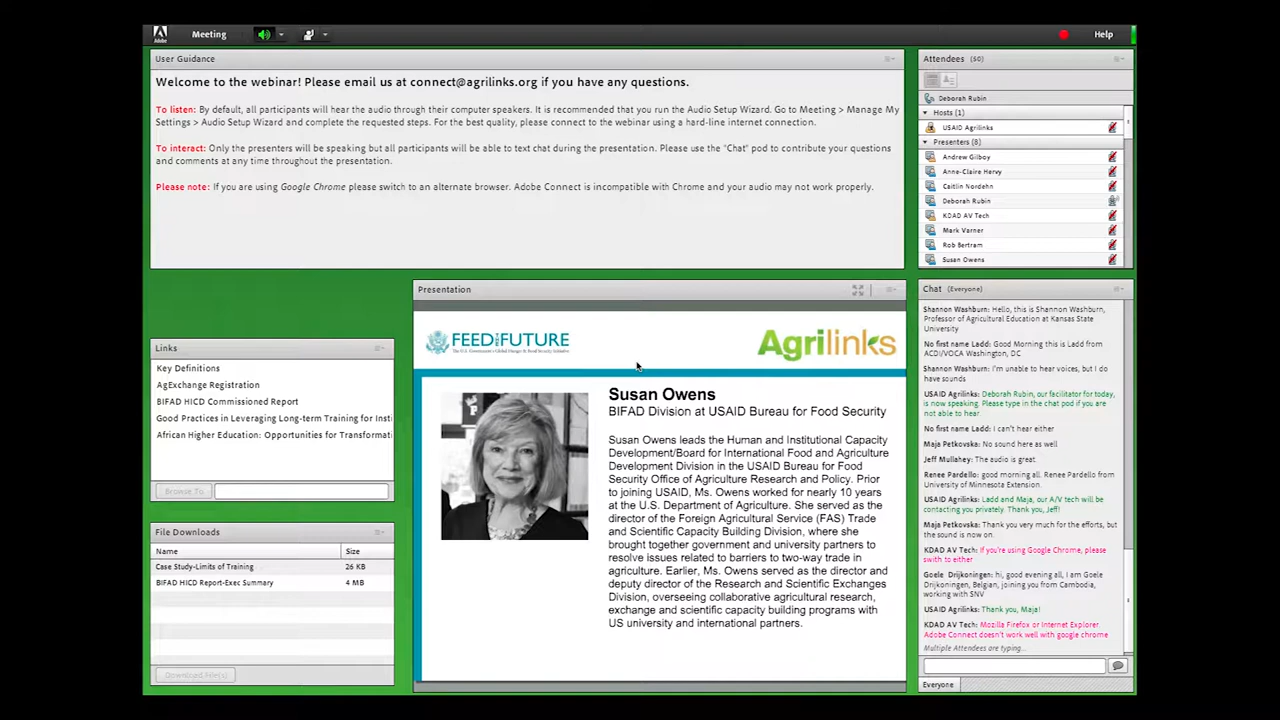 Adobe
Meeting
Help
User Guidance
Welcome to the webinar! Please email us at connect@agrilinks.org if you have any questions.
To listen: By default, all participants will hear the audio through their computer speakers. It is recommended that you run the Audio Setup Wizard. Go to Meeting > Manage My
Settings > Audio Setup Wizard and complete the requested steps. For the best quality, please connect to the webinar using a hard-line internet connection.
To interact: Only the presenters will be speaking but all participants will be able to text chat during the presentation. Please use the "Chat" pod to contribute your questions
and comments at any time throughout the presentation.
Please note: If you are using Google Chrome please switch to an alternate browser. Adobe Connect is incompatible with Chrome and your audio may not work properly.
Attendees (60)
Deborah Rubin
Hosts (1)
USAID Agrilinks
Presenters (8)
Andrew Gilboy
Anne-Claire Hervy
Caitlin Nordehn
Deborah Rubin
KDAD AV Tech
Mark Varner
Rob Bertram
Susan Owens
Links
Key Definitions
AgExchange Registration
BIFAD HICD Commissioned Report
Good Practices in Leveraging Long-term Training for Insti
African Higher Education: Opportunities for Transformati
Browse To
File Downloads
Name Size
Case Study-Limits of Training 26 KB
BIFAD HICD Report-Exec Summary 4 MB
Download File(s)
Presentation
FEED THE FUTURE
The U.S. Government's Global Hunger & Food Security Initiative
Agrilinks
Susan Owens
BIFAD Division at USAID Bureau for Food Security
Susan Owens leads the Human and Institutional Capacity
Development/Board for International Food and Agriculture
Development Division in the USAID Bureau for Food
Security Office of Agriculture Research and Policy. Prior
to joining USAID, Ms. Owens worked for nearly 10 years
at the U.S. Department of Agriculture. She served as the
director of the Foreign Agricultural Service (FAS) Trade
and Scientific Capacity Building Division, where she
brought together government and university partners to
resolve issues related to barriers to two-way trade in
agriculture. Earlier, Ms. Owens served as the director and
deputy director of the Research and Scientific Exchanges
Division, overseeing collaborative agricultural research,
exchange and scientific capacity building programs with
US university and international partners.
Chat (Everyone)
Shannon Washburn: Hello, this is Shannon Washburn,
Professor of Agricultural Education at Kansas State
University
No first name Ladd: Good Morning this is Ladd from
ACDI/VOCA Washington, DC
Shannon Washburn: I'm unable to hear voices, but I do
have sounds
USAID Agrilinks: Deborah Rubin, our facilitator for today,
is now speaking. Please type in the chat pod if you are
not able to hear.
No first name Ladd: I can't hear either
Maja Petkovska: No sound here as well
Jeff Mullahey: The audio is great.
Renee Pardello: good morning all. Renee Pardello from
University of Minnesota Extension.
USAID Agrilinks: Ladd and Maja, our A/V tech will be
contacting you privately. Thank you, Jeff!
Maja Petkovska: Thank you very much for the efforts, but
the sound is now on.
KDAD AV Tech: If you're using Google Chrome, please
swith to either
Goele Drijkoningen: hi, good evening all, I am Goele
Drijkoningen, Belgian, joining you from Cambodia,
working with SNV
USAID Agrilinks: Thank you, Maja!
KDAD AV Tech: Mozilla Firefox or Internet Explorer.
Adobe Connect doesn't work well with google chrome
Multiple Attendees are typing...
Everyone